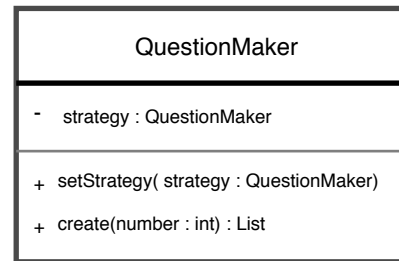 QuestionMaker
- strategy : QuestionMaker
+ setStrategy( strategy : QuestionMaker)
+ create(number : int) : List